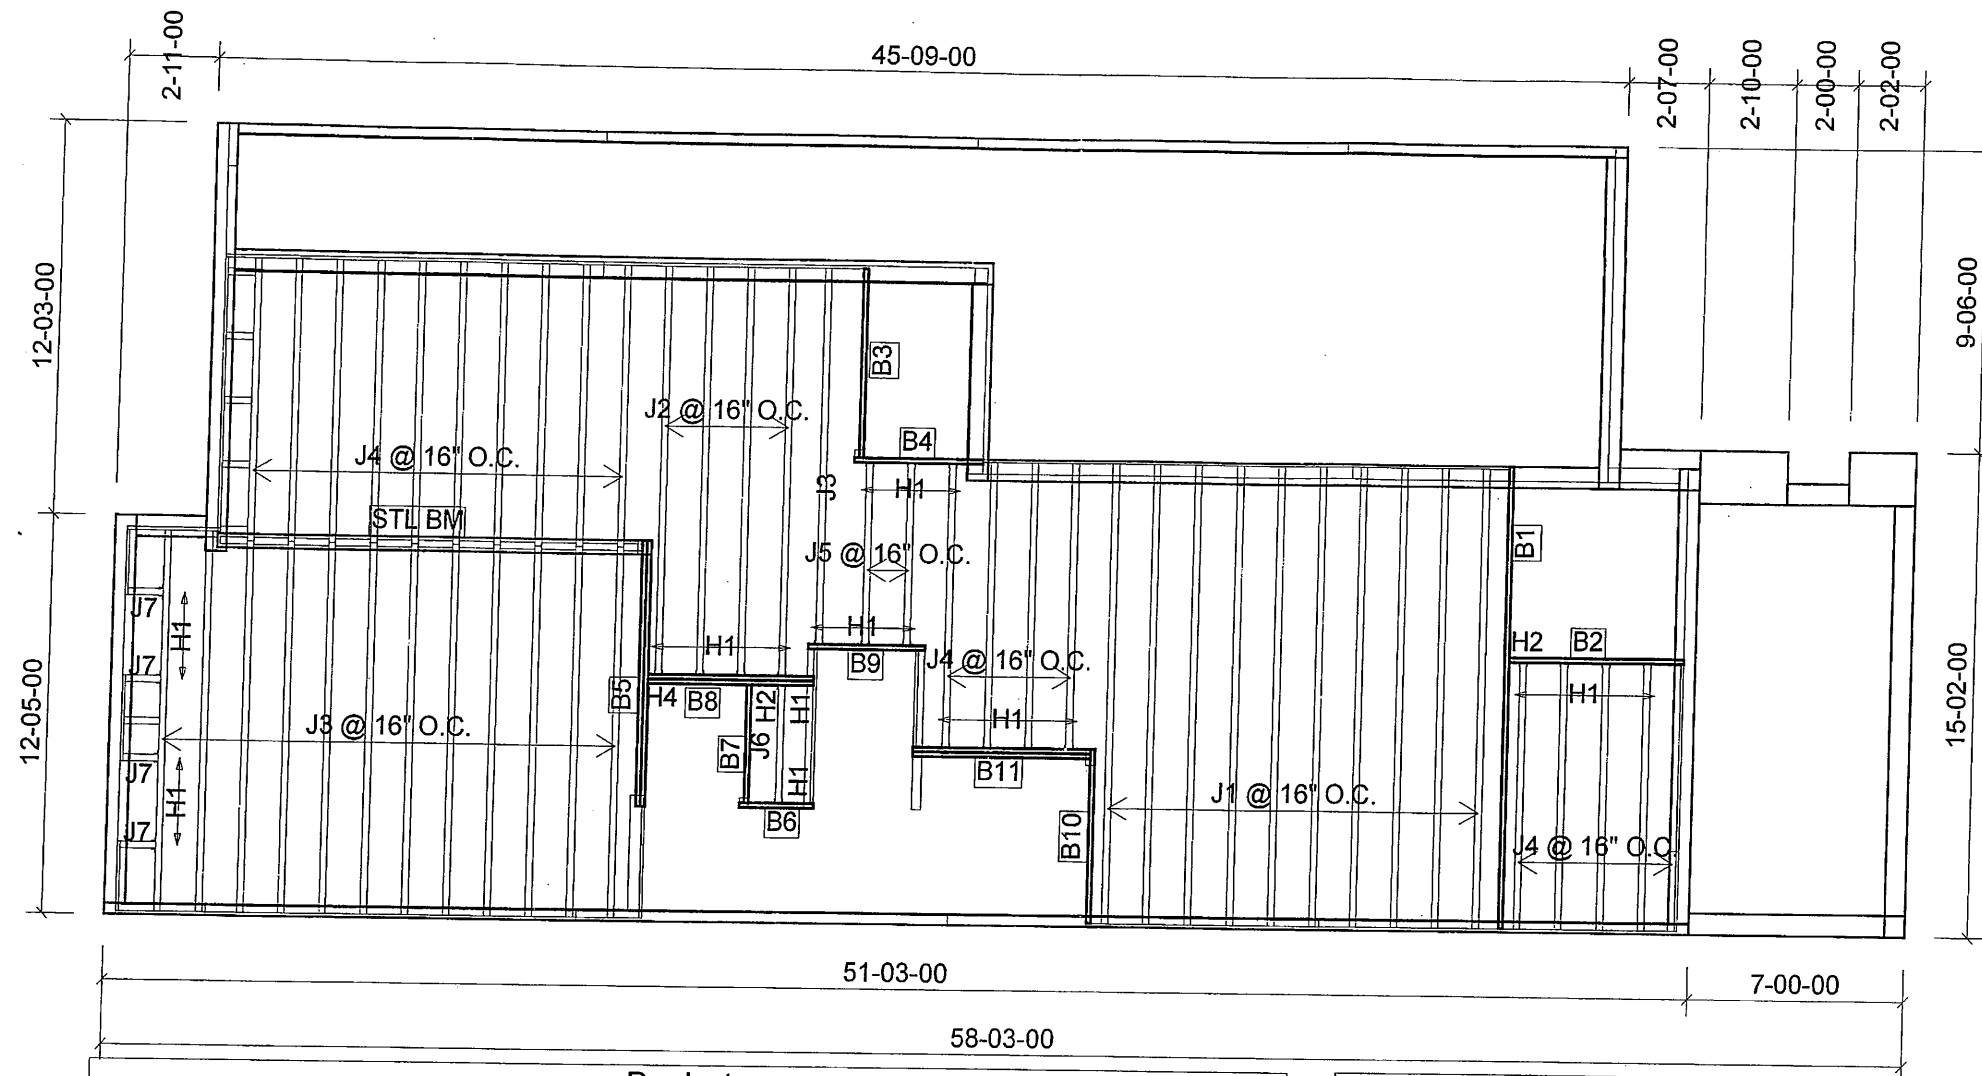 2-11-00
45-09-00
2-07-00
2-10-00
2-00-00
2-02-00
12-03-00
9-06-00
B3
J2 @ 16" O.C.
B4
J4 @ 16" O.C.
J3
H1
STL BM
J5 @ 16" O.C.
B1
J7
H1
H1
H1
H2
B2
B9
J4 @ 16" O.C.
J7
B5
H4
B8
H2
H1
H1
12-05-00
15-02-00
J3 @ 16" O.C.
B7
J6
H1
J7
H1
H1
B11
J1 @ 16" O.C.
B6
J7
B10
J4 @ 16" O.C.
51-03-00
7-00-00
58-03-00